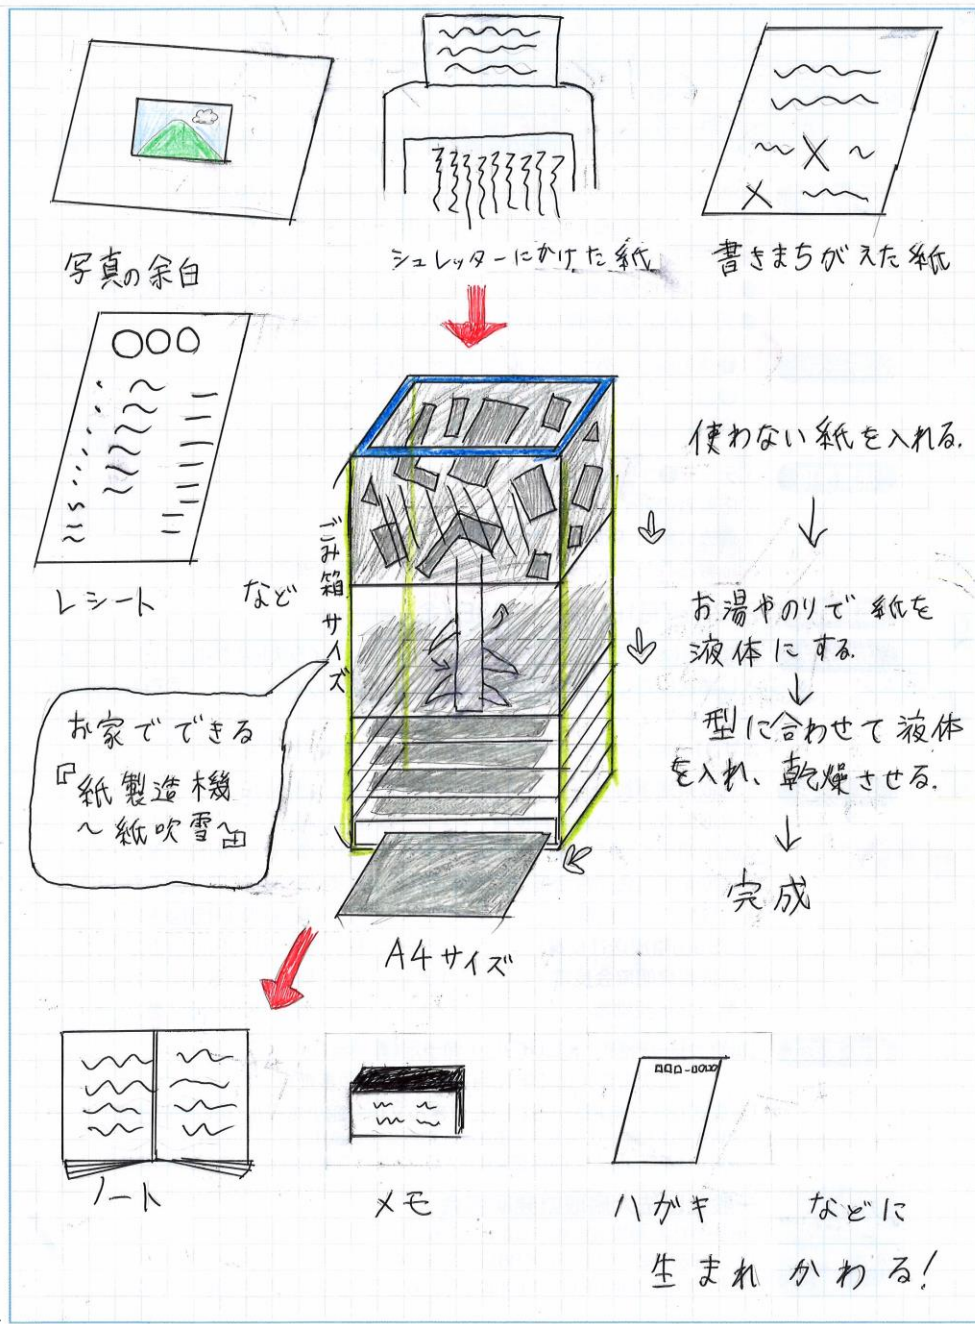 写真の余白
シュレッターにかけた紙
書きまちがえた紙
レシート
など
ごみ箱サイズ
お家でできる
『紙製造機
～紙吹雪～』
使わない紙を入れる.
お湯やのりで紙を
液体にする.
型に合わせて液体
を入れ、乾燥させる.
完成
A4サイズ
ノート
メモ
ハガキ
などに
生まれかわる!